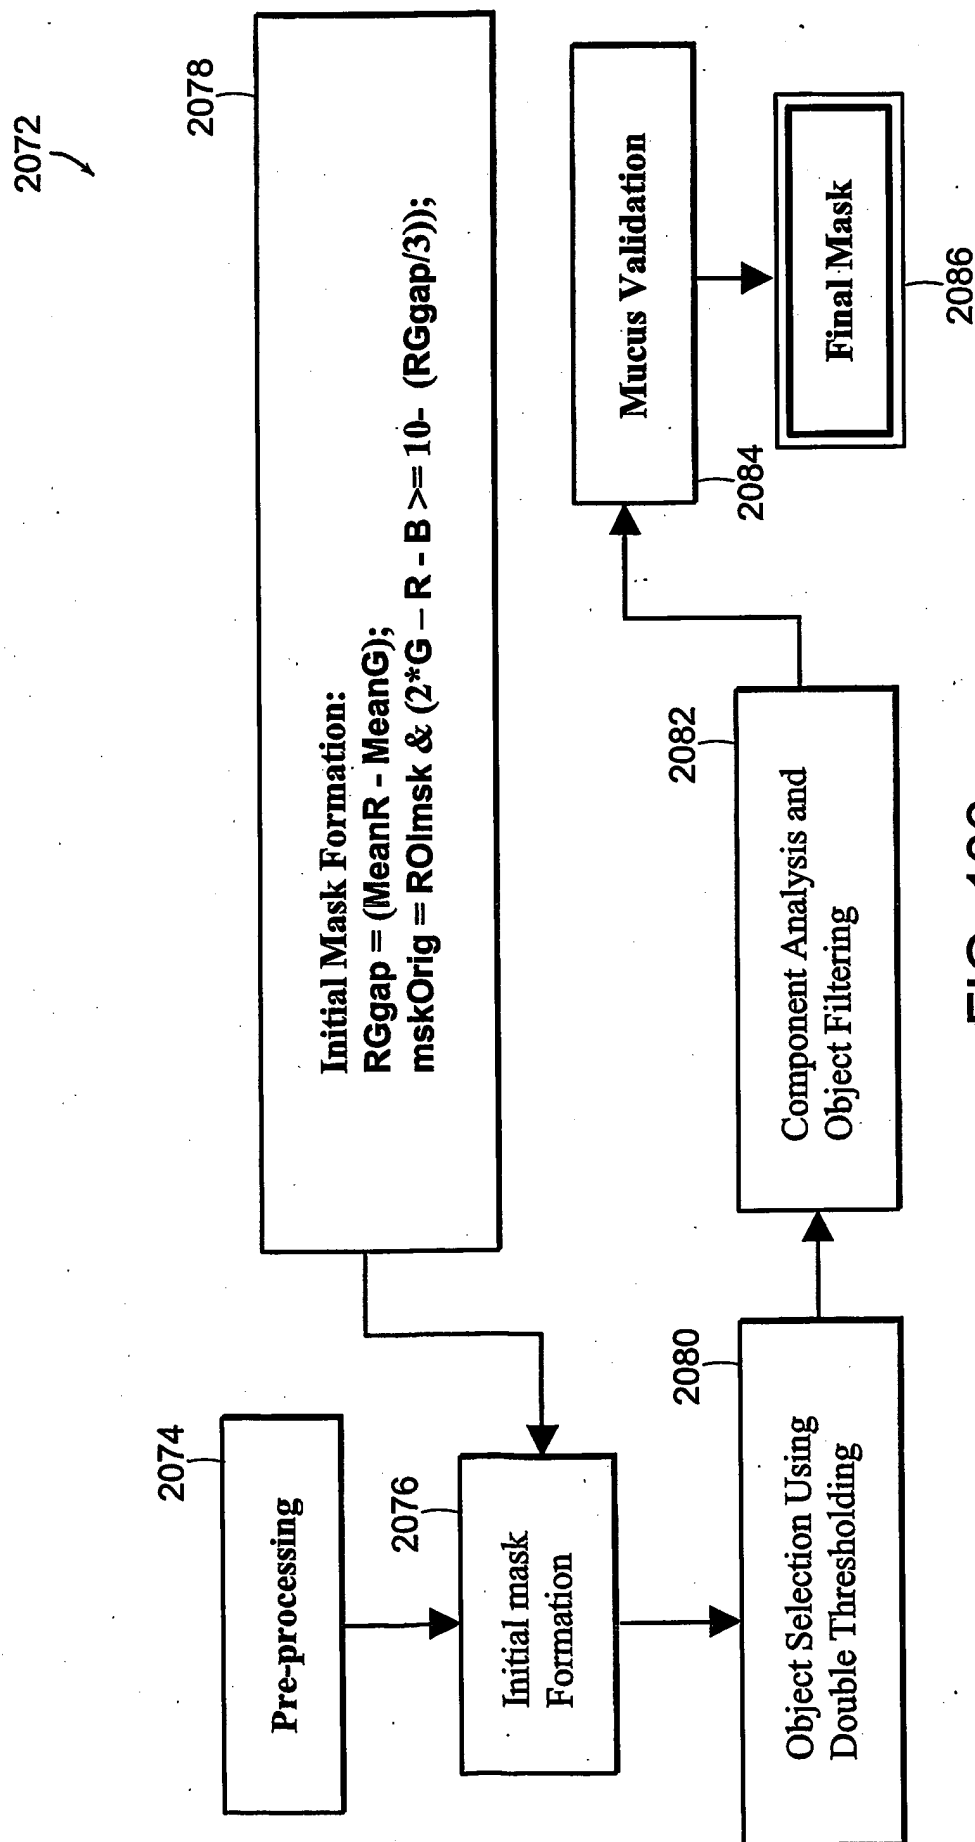 2072
2074
Pre-processing
2078
Initial Mask Formation:
RGgap = (MeanR - MeanG);
mskOrig = ROImsk & (2*G – R - B >= 10- (RGgap/3));
2076
Initial mask
Formation
2080
Object Selection Using
Double Thresholding
2082
Component Analysis and
Object Filtering
2084
Mucus Validation
Final Mask
2086
FIG.